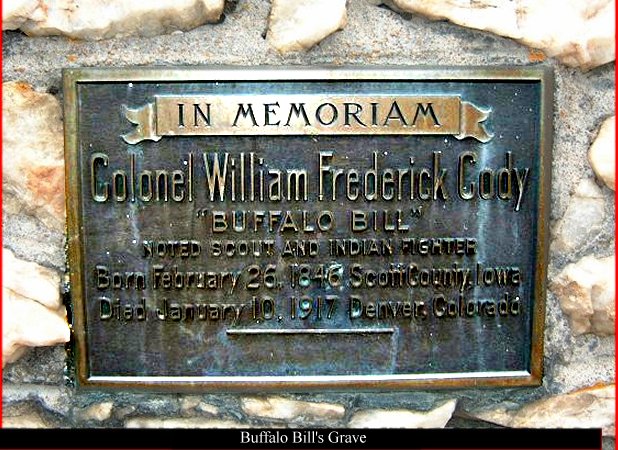 IN MEMORIAM
Colonel William Frederick Cody
"BUFFALO BILL"
NOTED SCOUT AND INDIAN FIGHTER
Born February 26, 1846 Scott County, Iowa
Died January 10, 1917 Denver, Colorado
Buffalo Bill's Grave